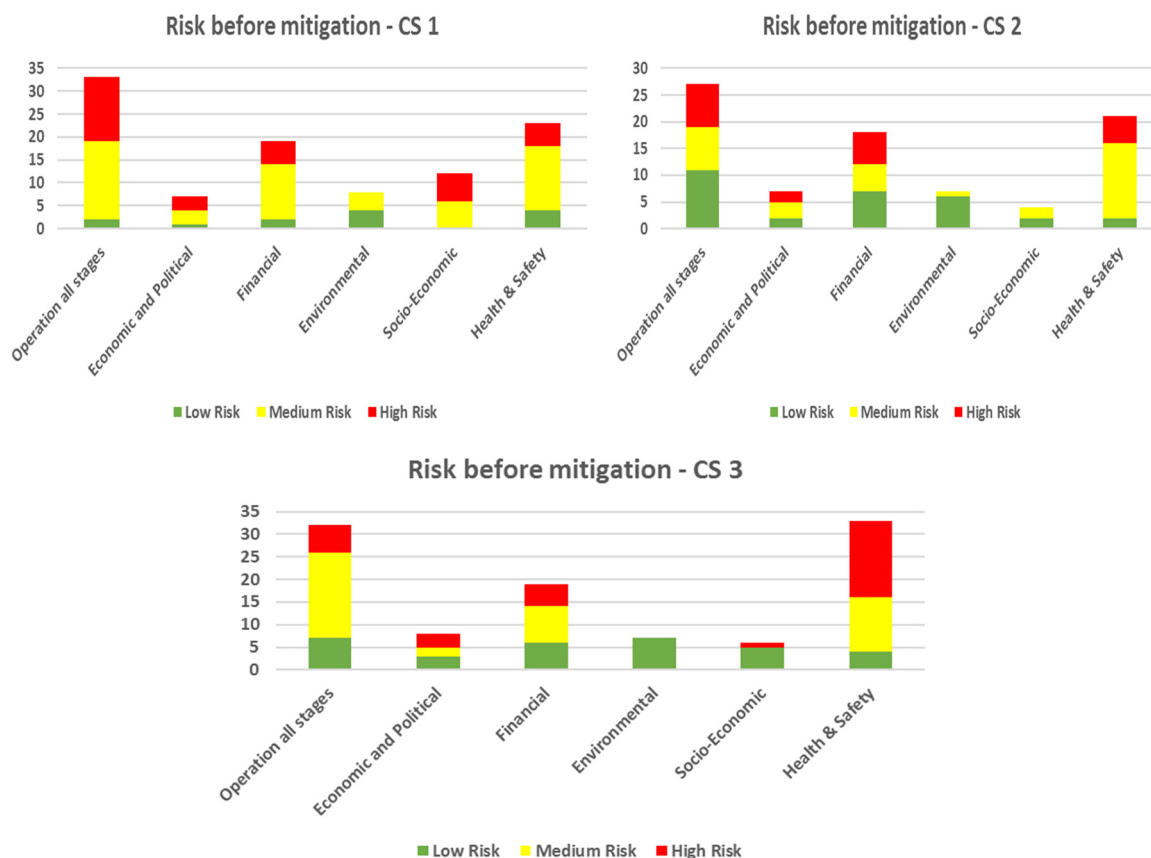 Risk before mitigation - CS 1
35
30
25
20
15
10
5
0
Operation all stages
Economic and Political
Financial
Environmental
Socio-Economic
Health & Safety
Low Risk Medium Risk High Risk
Risk before mitigation - CS 2
30
25
20
15
10
5
0
Operation all stages
Economic and Political
Financial
Environmental
Socio-Economic
Health & Safety
Low Risk Medium Risk High Risk
Risk before mitigation - CS 3
35
30
25
20
15
10
5
0
Operation all stages
Economic and Political
Financial
Environmental
Socio-Economic
Health & Safety
Low Risk Medium Risk High Risk